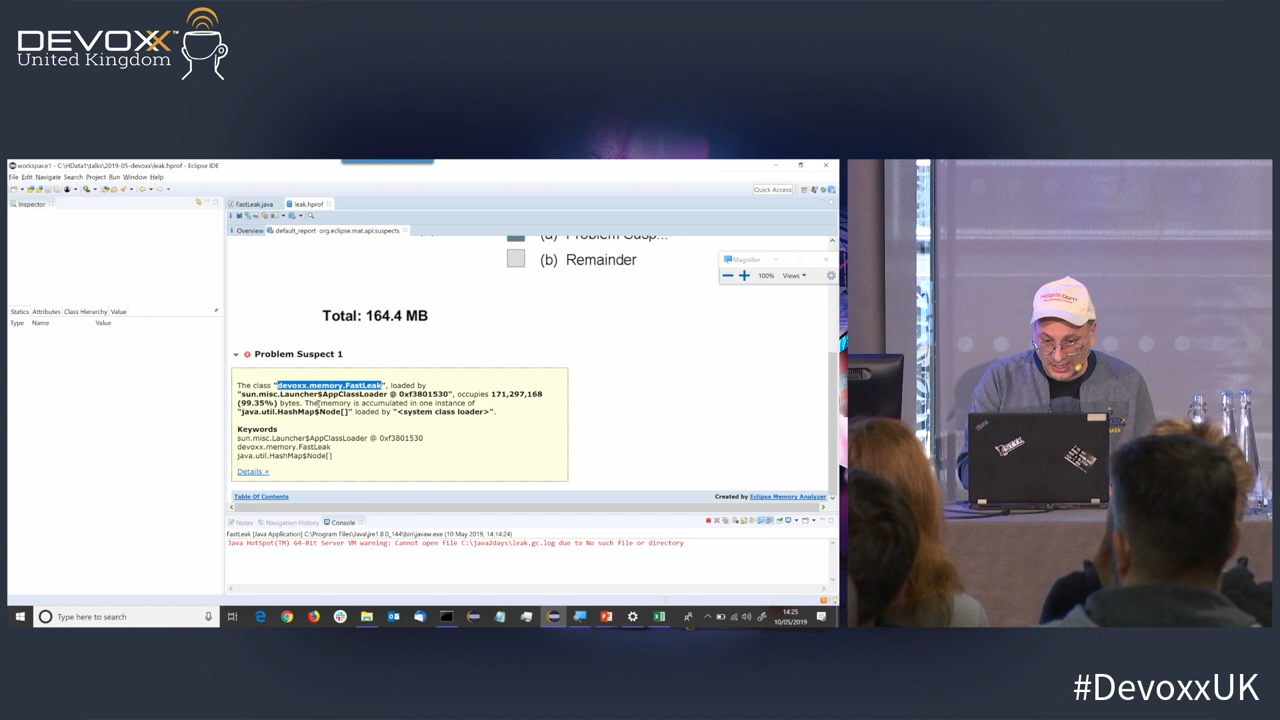 DEVOXX™
United Kingdom
workspace1 - C:\HData1\talks\2019-05-devoxx\leak.hprof - Eclipse IDE
File Edit Navigate Search Project Run Window Help
Quick Access
Inspector
FastLeak.java
leak.hprof
Overview
default_report org.eclipse.mat.api:suspects
(a) Problem Susp...
(b) Remainder
Magnifier
100% Views
Statics Attributes Class Hierarchy Value
Type Name Value
Total: 164.4 MB
Problem Suspect 1
The class "devoxx.memory.FastLeak", loaded by
"sun.misc.Launcher$AppClassLoader @ 0xf3801530", occupies 171,297,168
(99.35%) bytes. The memory is accumulated in one instance of
"java.util.HashMap$Node[]" loaded by "<system class loader>".
Keywords
sun.misc.Launcher$AppClassLoader @ 0xf3801530
devoxx.memory.FastLeak
java.util.HashMap$Node[]
Details »
Table Of Contents
Created by Eclipse Memory Analyzer
Notes Navigation History Console
FastLeak [Java Application] C:\Program Files\Java\jre1.8.0_144\bin\javaw.exe (10 May 2019, 14:14:24)
Java HotSpot(TM) 64-Bit Server VM warning: Cannot open file C:\java2days\leak.gc.log due to No such file or directory
Type here to search
14:25
10/05/2019
#DevoxxUK